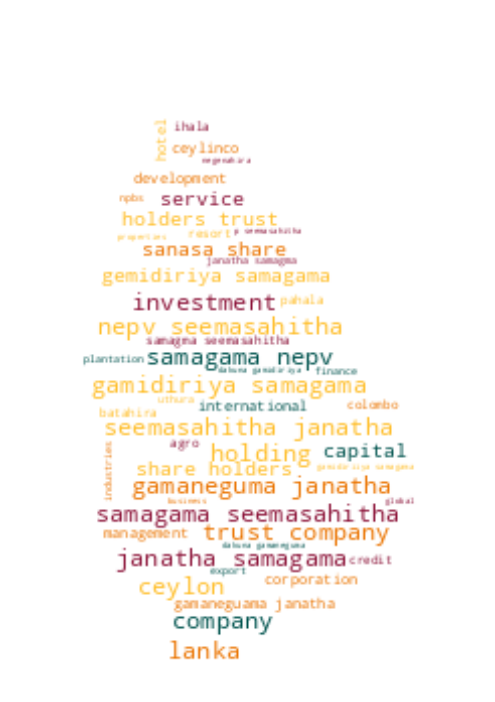 hotel
ihala
ceylinco
negenahira
development
npbs service
holders trust
properties resort p seemasahitha
sanasa share
janatha samagma
gemidiriya samagama
investment pahala
nepv seemasahitha
samagma seemasahitha
plantation samagama nepv
dakuna gamidiriya finance
gamidiriya samagama
uthura
batahira international colombo
seemasahitha janatha
agro
holding capital
industries
share holders gamidiriya samagama
gamaneguma janatha
business global
samagama seemasahitha
management trust company
dakuna gamaneguma
janatha samagama credit
export
ceylon corporation
gamaneguama janatha
company
lanka